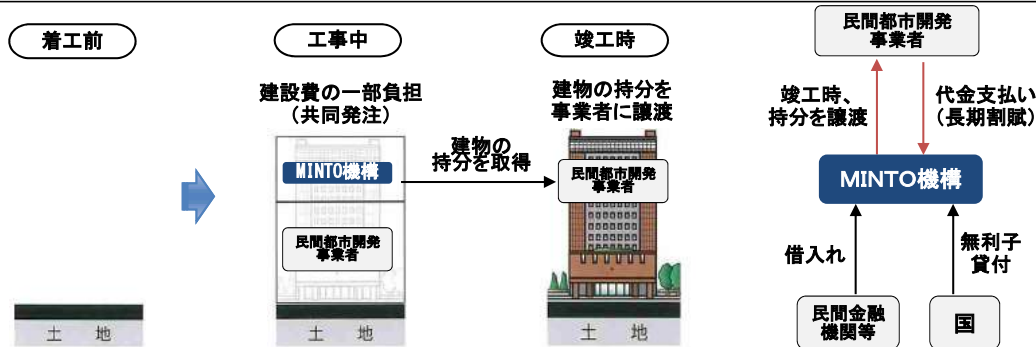 着工前
土 地
工事中
建設費の一部負担
（共同発注）
MINTO機構
民間都市開発
事業者
土 地
建物の
持分を取得
竣工時
建物の持分を
事業者に譲渡
民間都市開発
事業者
土 地
民間都市開発
事業者
竣工時、
持分を譲渡
代金支払い
（長期割賦）
MINTO機構
借入れ
無利子
貸付
民間金融
機関等
国